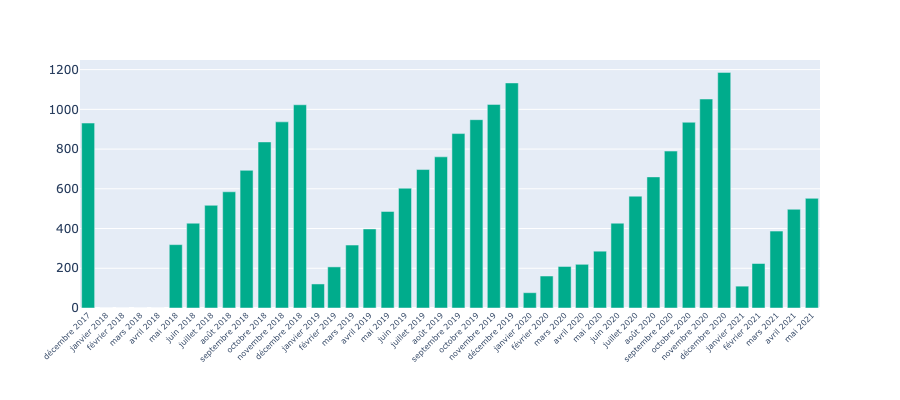 1200
1000
800
600
400
200
0
décembre 2017
janvier 2018
février 2018
mars 2018
avril 2018
mai 2018
juin 2018
juillet 2018
août 2018
septembre 2018
octobre 2018
novembre 2018
décembre 2018
janvier 2019
février 2019
mars 2019
avril 2019
mai 2019
juin 2019
juillet 2019
août 2019
septembre 2019
octobre 2019
novembre 2019
décembre 2019
janvier 2020
février 2020
mars 2020
avril 2020
mai 2020
juin 2020
juillet 2020
août 2020
septembre 2020
octobre 2020
novembre 2020
décembre 2020
janvier 2021
février 2021
mars 2021
avril 2021
mai 2021